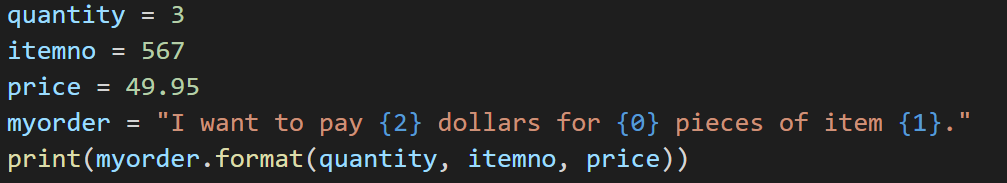 quantity = 3
itemno = 567
price = 49.95
myorder = "I want to pay {2} dollars for {0} pieces of item {1}."
print(myorder.format(quantity, itemno, price))